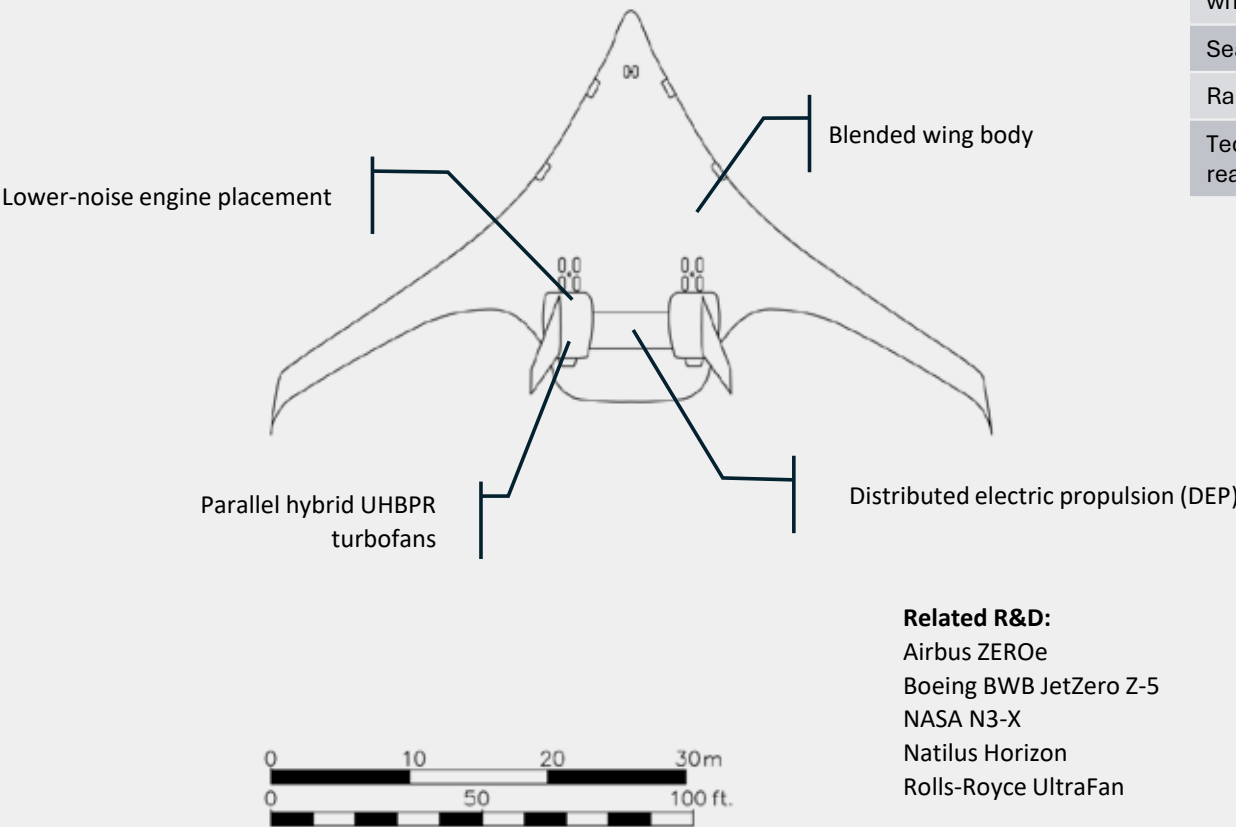 Blended wing body
Lower-noise engine placement
Parallel hybrid UHBPR
turbofans
Distributed electric propulsion (DEP)
Related R&D:
Airbus ZEROe
Boeing BWB JetZero Z-5
NASA N3-X
Natilus Horizon
Rolls-Royce UltraFan
0 10 20 30m
0 50 100 ft.